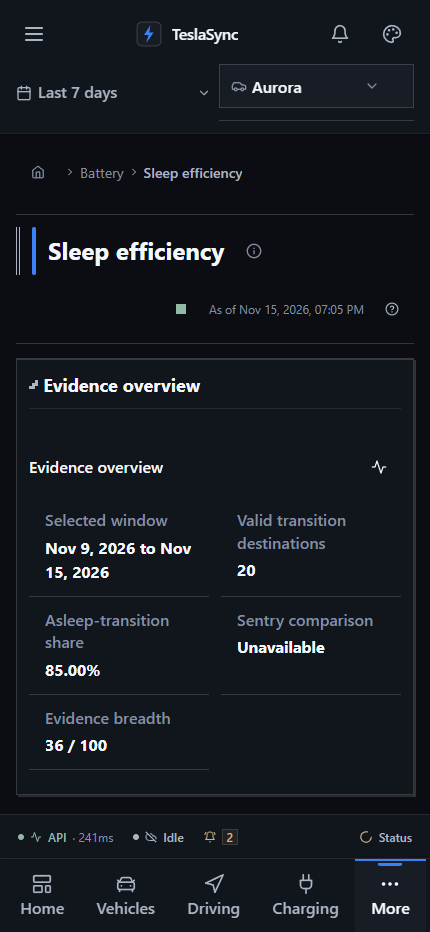 TeslaSync
Last 7 days
Aurora
Battery
Sleep efficiency
Sleep efficiency
As of Nov 15, 2026, 07:05 PM
Evidence overview
Evidence overview
Selected window
Nov 9, 2026 to Nov
15, 2026
Valid transition
destinations
20
Asleep-transition
share
85.00%
Sentry comparison
Unavailable
Evidence breadth
36 / 100
API · 241ms
Idle
2
Status
Home
Vehicles
Driving
Charging
More